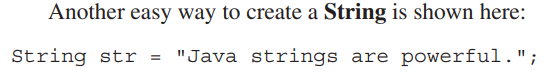 Another easy way to create a String is shown here:
String str = "Java strings are powerful.";